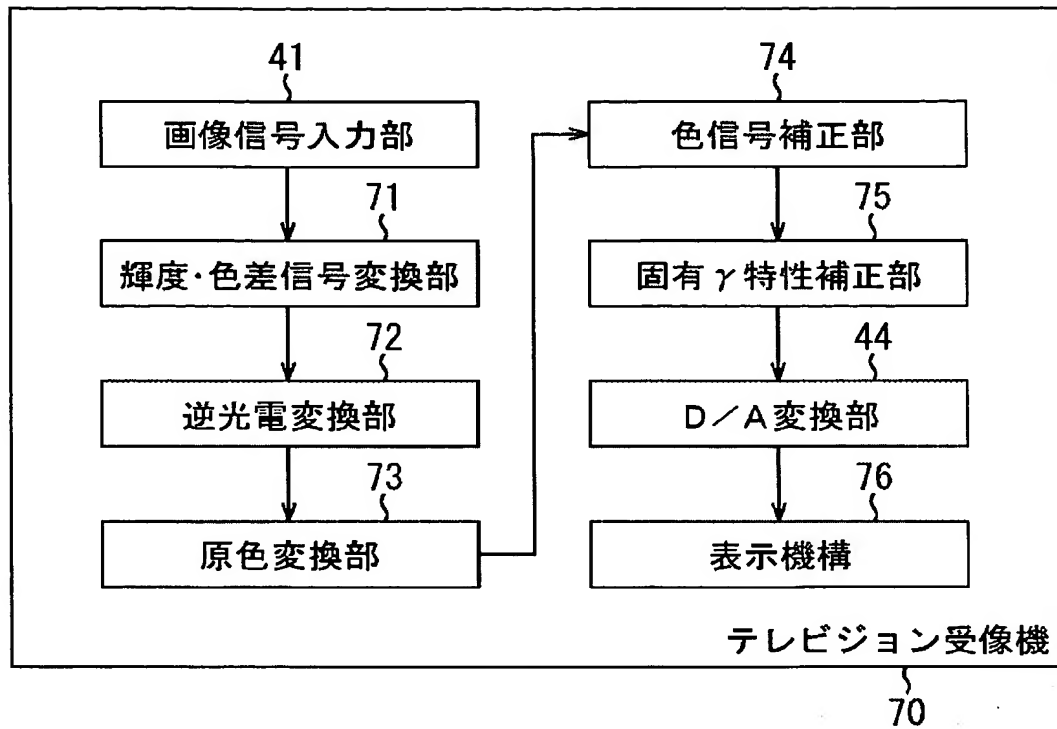 41
画像信号入力部
71
輝度・色差信号変換部
72
逆光電変換部
73
原色変換部
74
色信号補正部
75
固有γ特性補正部
44
D/A変換部
76
表示機構
テレビジョン受像機
70